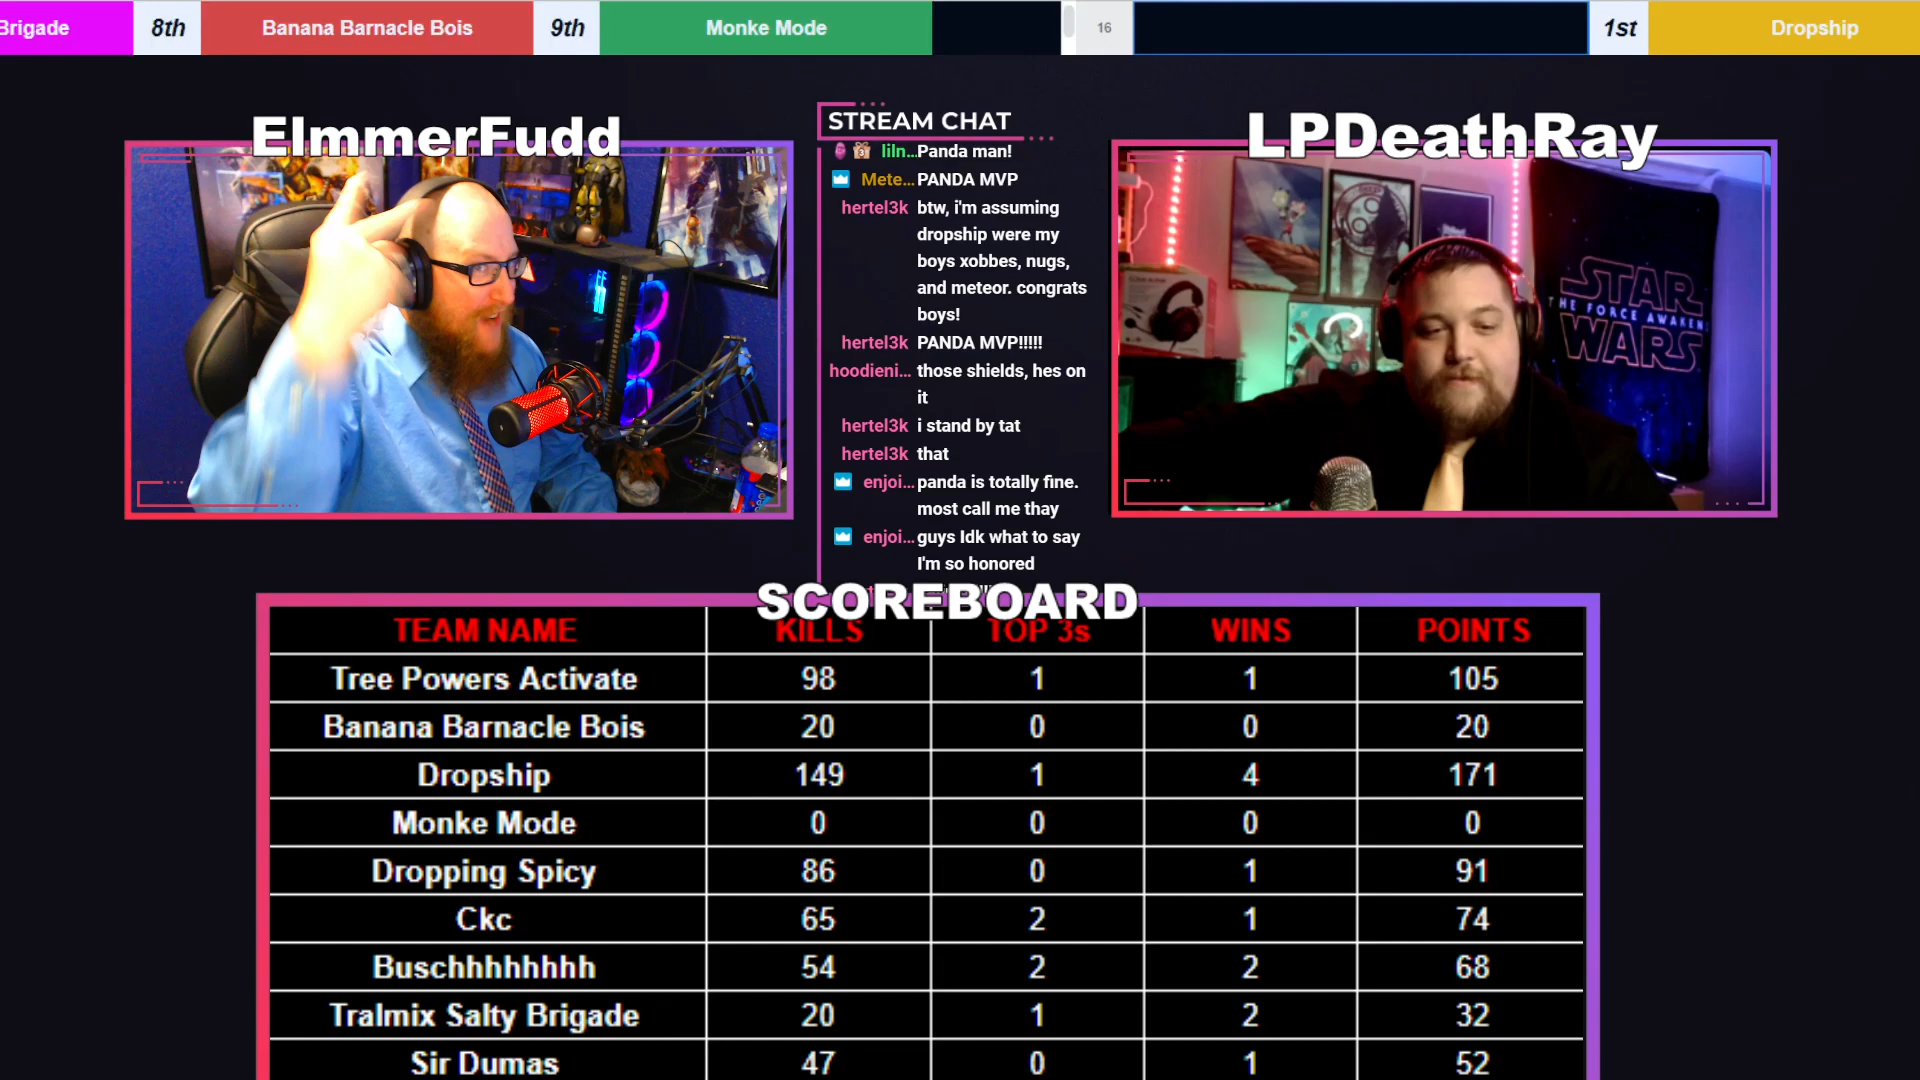 Brigade 8th Banana Barnacle Bois 9th Monke Mode 16 1st Dropship
ElmmerFudd
LPDeathRay
STREAM CHAT
liln... Panda man!
Mete... PANDA MVP
hertel3k btw, i'm assuming
dropship were my
boys xobbes, nugs,
and meteor. congrats
boys!
hertel3k PANDA MVP!!!!!
hoodieni... those shields, hes on
it
hertel3k i stand by tat
hertel3k that
enjoi... panda is totally fine.
most call me thay
enjoi... guys Idk what to say
I'm so honored
STAR
THE FORCE AWAKENS
WARS
SCOREBOARD
TEAM NAME KILLS TOP 3s WINS POINTS
Tree Powers Activate 98 1 1 105
Banana Barnacle Bois 20 0 0 20
Dropship 149 1 4 171
Monke Mode 0 0 0 0
Dropping Spicy 86 0 1 91
Ckc 65 2 1 74
Buschhhhhhhh 54 2 2 68
Tralmix Salty Brigade 20 1 2 32
Sir Dumas 47 0 1 52